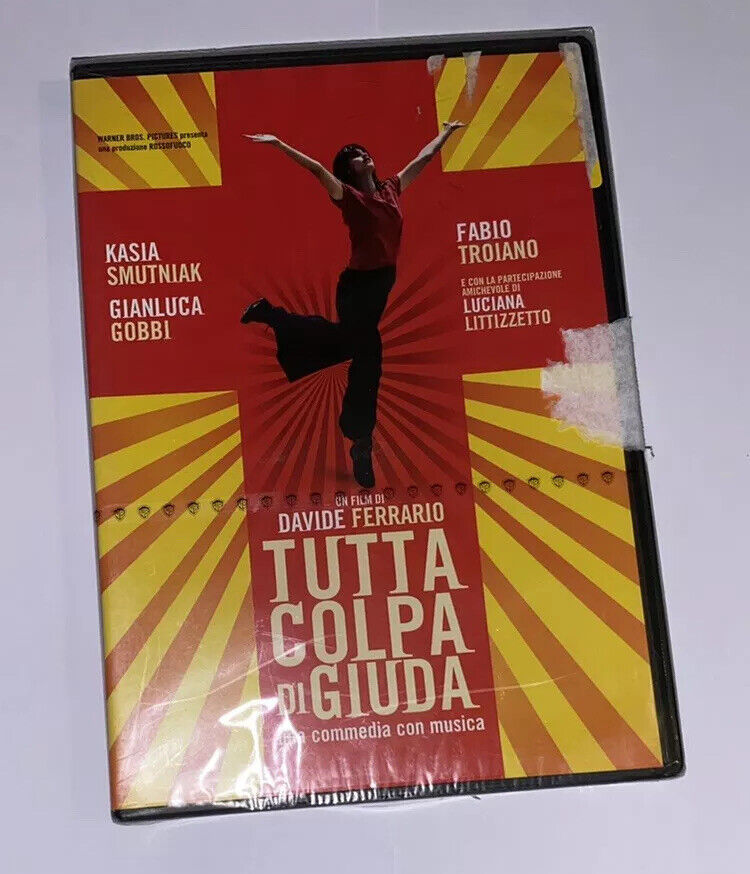 WARNER BROS. PICTURES presenta
una produzione ROSSOFUOCO
KASIA
SMUTNIAK
GIANLUCA
GOBBI
FABIO
TROIANO
E CON LA PARTECIPAZIONE
AMICHEVOLE DI
LUCIANA
LITTIZZETTO
UN FILM DI
DAVIDE FERRARIO
TUTTA
COLPA
DI GIUDA
una commedia con musica